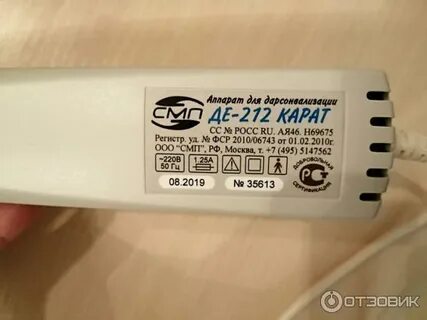 Аппарат для дарсонвализации
СМП ДЕ-212 КАРАТ
СС № РОСС RU. АЯ46. Н69675
Регистр. уд. № ФСР 2010/06743 от 01.02.2010г.
ООО "СМП", РФ, Москва, т. +7 (495) 5147562
~220В 50 Гц
1,25А
ДОБРОВОЛЬНАЯ СЕРТИФИКАЦИЯ
08.2019
№ 35613
ОТЗОВИК